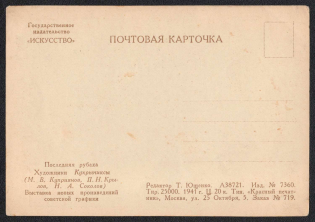 Государственное
издательство
«ИСКУССТВО»
ПОЧТОВАЯ КАРТОЧКА
Последние рубежи
Художники Кукрыниксы
(М. В. Куприянов, П. Н. Кры-
лов, Н. А. Соколов)
Выставка новых произведений
советской графики
Редактор Т. Юденич. А38721. Изд. № 7360.
Тир. 25000. 1941 г. Ц. 20 к. Тип. «Красный печат-
ник», Москва, ул. 25 Октября, 5. Заказ № 719.